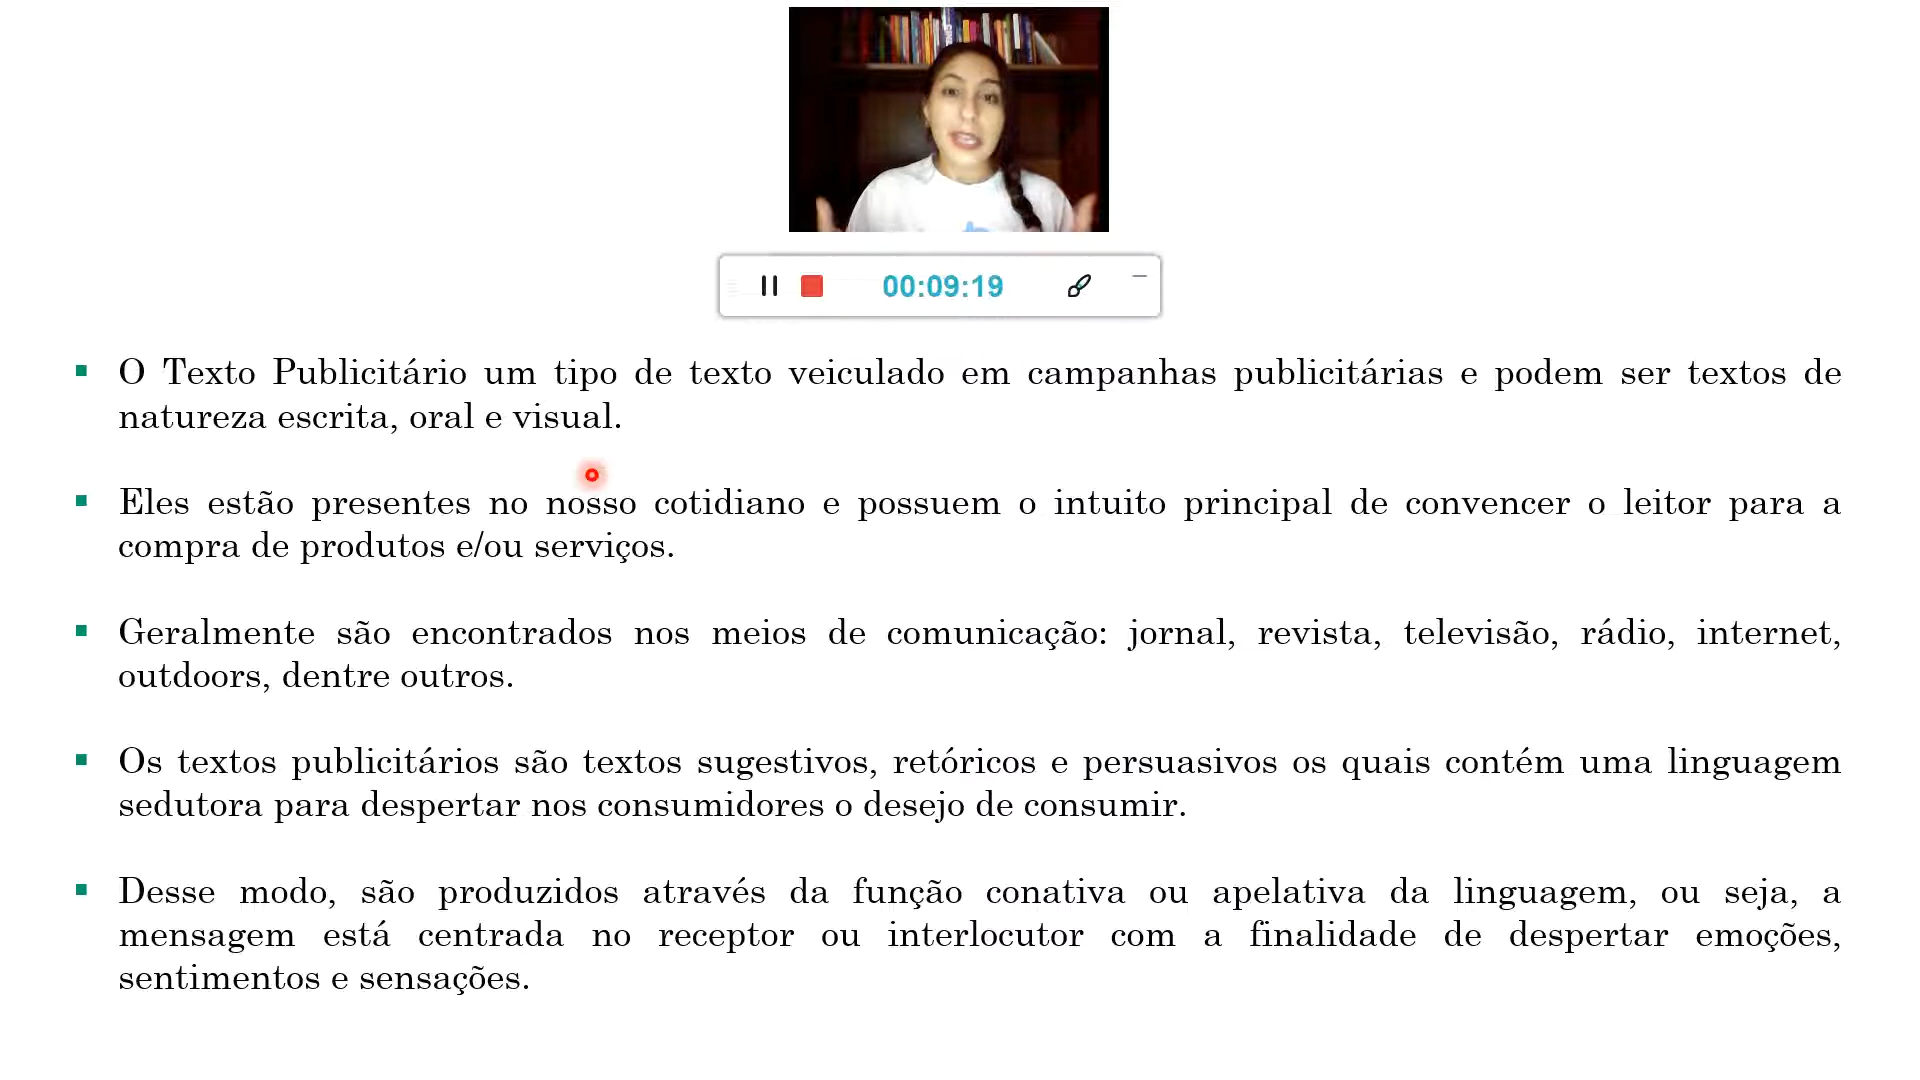 00:09:19
O Texto Publicitário um tipo de texto veiculado em campanhas publicitárias e podem ser textos de
natureza escrita, oral e visual.
Eles estão presentes no nosso cotidiano e possuem o intuito principal de convencer o leitor para a
compra de produtos e/ou serviços.
Geralmente são encontrados nos meios de comunicação: jornal, revista, televisão, rádio, internet,
outdoors, dentre outros.
Os textos publicitários são textos sugestivos, retóricos e persuasivos os quais contém uma linguagem
sedutora para despertar nos consumidores o desejo de consumir.
Desse modo, são produzidos através da função conativa ou apelativa da linguagem, ou seja, a
mensagem está centrada no receptor ou interlocutor com a finalidade de despertar emoções,
sentimentos e sensações.